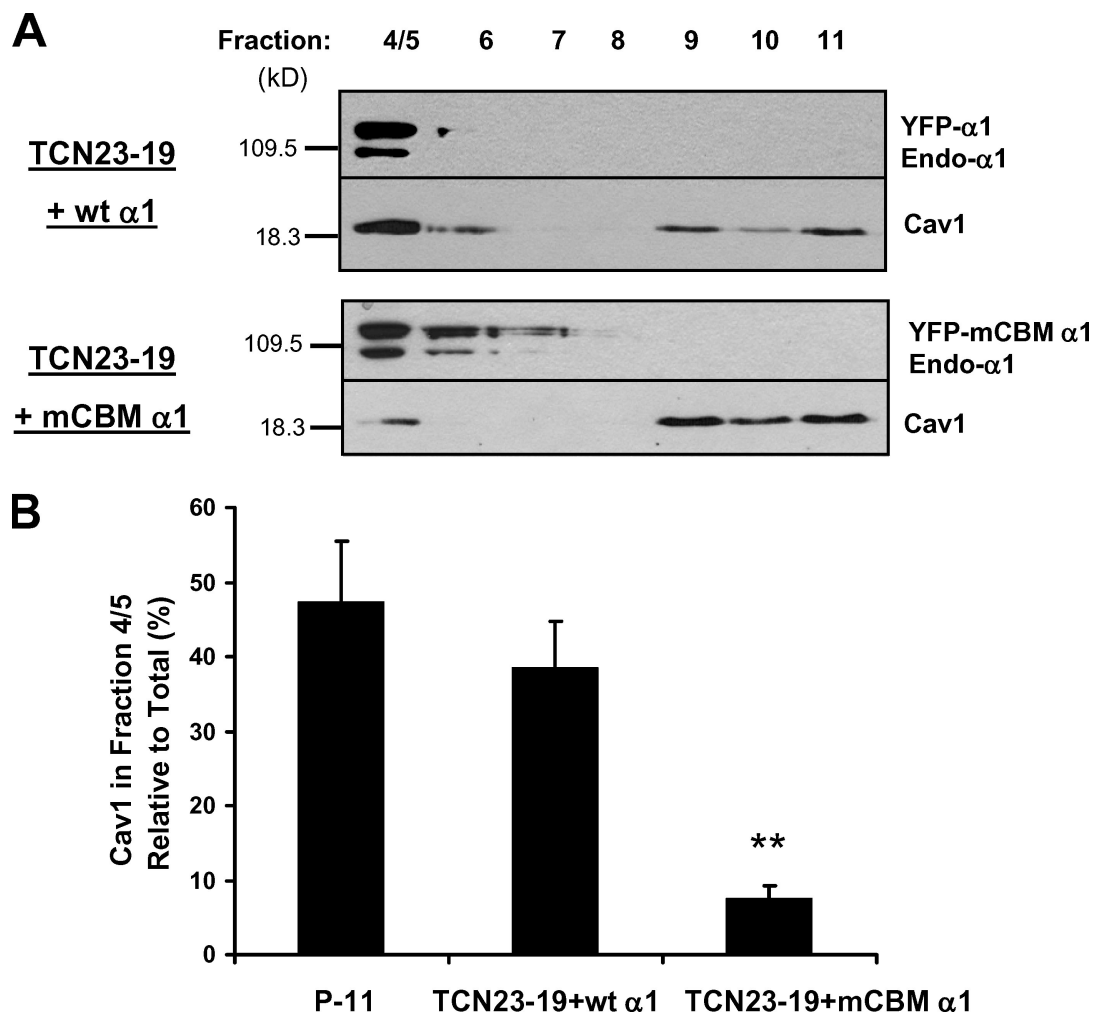 A
Fraction: 4/5 6 7 8 9 10 11
(kD)
TCN23-19
+ wt α1
109.5
YFP-α1
Endo-α1
18.3
Cav1
TCN23-19
+ mCBM α1
109.5
YFP-mCBM α1
Endo-α1
18.3
Cav1
B
Cav1 in Fraction 4/5
Relative to Total (%)
60
50
40
30
20
10
0
**
P-11 TCN23-19+wt α1 TCN23-19+mCBM α1